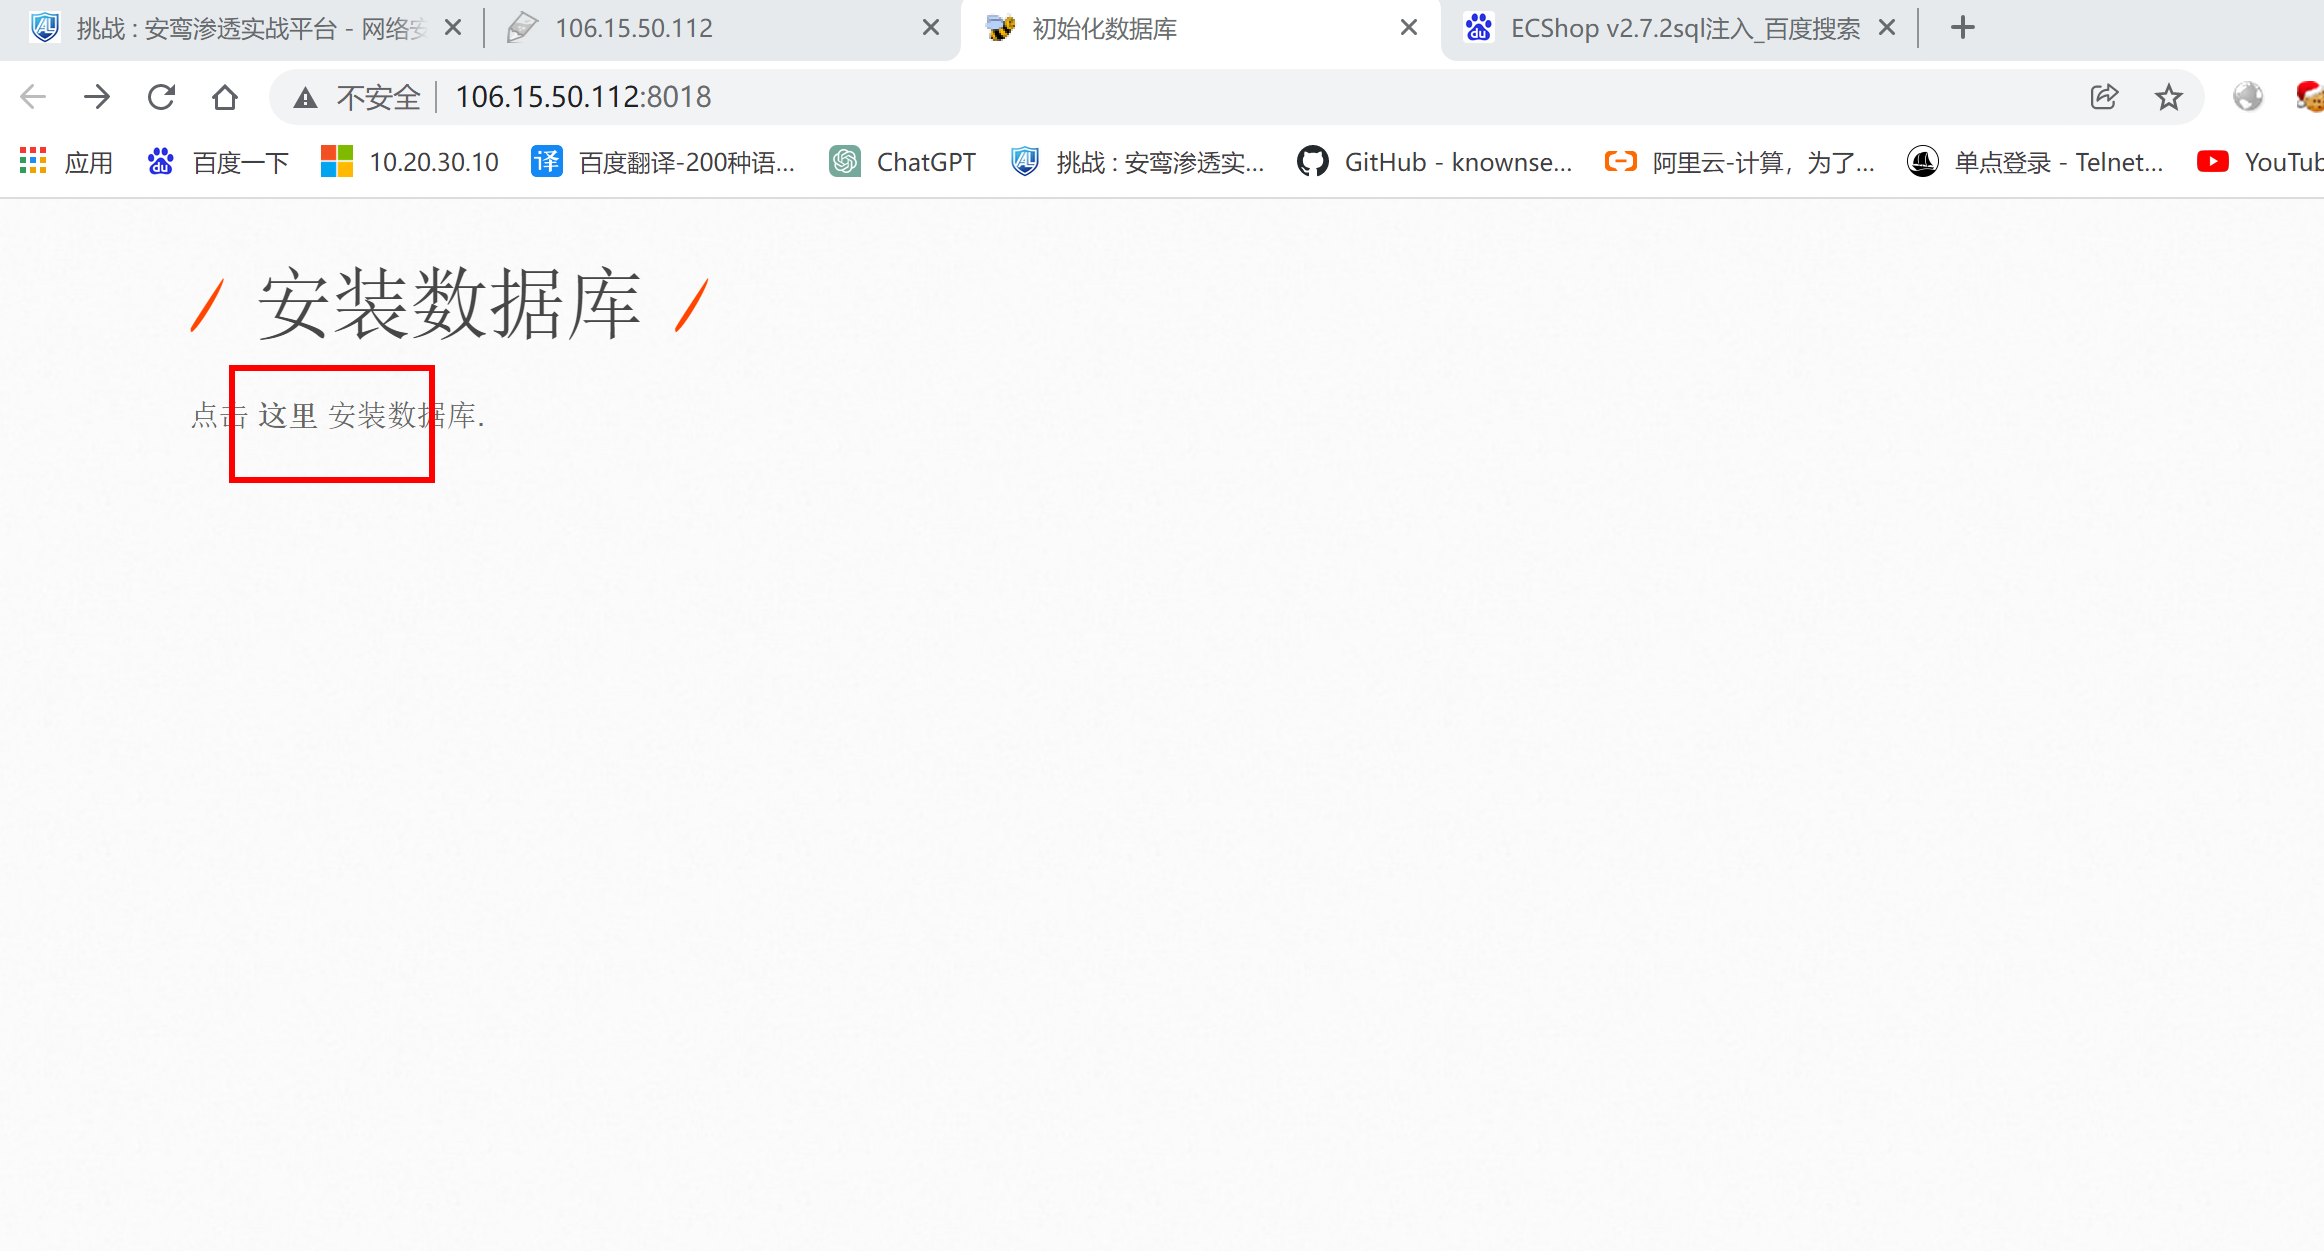 挑战 : 安鸾渗透实战平台 - 网络安
106.15.50.112
初始化数据库
ECShop v2.7.2sql注入_百度搜索
不安全
106.15.50.112:8018
应用
百度一下
10.20.30.10
译 百度翻译-200种语...
ChatGPT
挑战 : 安鸾渗透实...
GitHub - knownse...
阿里云-计算，为了...
单点登录 - Telnet...
YouTub
安装数据库
点击 这里 安装数据库.